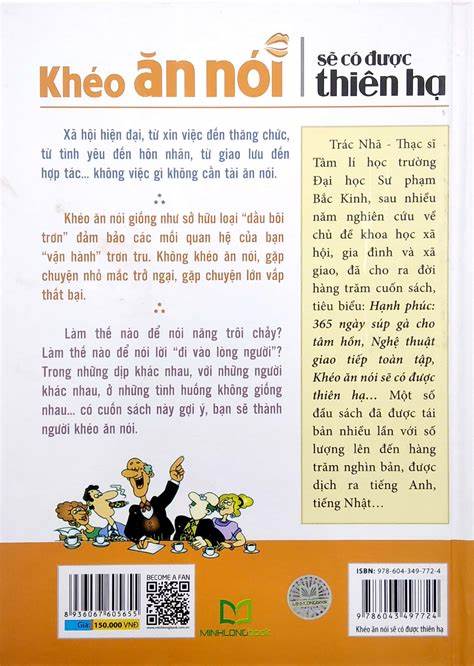 Khéo ăn nói
sẽ có được
thiên hạ
Xã hội hiện đại, từ xin việc đến thăng chức,
từ tình yêu đến hôn nhân, từ giao lưu đến
hợp tác... không việc gì không cần tài ăn nói.
Khéo ăn nói giống như sở hữu loại “dầu bôi
trơn” đảm bảo các mối quan hệ của bạn
“vận hành” trơn tru. Không khéo ăn nói, gặp
chuyện nhỏ mắc trở ngại, gặp chuyện lớn vấp
thất bại.
Làm thế nào để nói năng trôi chảy?
Làm thế nào để nói lời “đi vào lòng người”?
Trong những dịp khác nhau, với những người
khác nhau, ở những tình huống không giống
nhau... có cuốn sách này gợi ý, bạn sẽ thành
người khéo ăn nói.
Trác Nhã - Thạc sĩ
Tâm lí học trường
Đại học Sư phạm
Bắc Kinh, sau nhiều
năm nghiên cứu về
chủ đề khoa học xã
hội, gia đình và xã
giao, đã cho ra đời
hàng trăm cuốn sách,
tiêu biểu: Hạnh phúc:
365 ngày súp gà cho
tâm hồn, Nghệ thuật
giao tiếp toàn tập,
Khéo ăn nói sẽ có được
thiên hạ... Một số
đầu sách đã được tái
bản nhiều lần với số
lượng lên đến hàng
trăm nghìn bản, được
dịch ra tiếng Anh,
tiếng Nhật...
8 936067 605655
Giá: 150.000 VNĐ
BECOME A FAN
MINHLONGbook
ISBN: 978-604-349-772-4
9 786043 497724
Khéo ăn nói sẽ có được thiên hạ